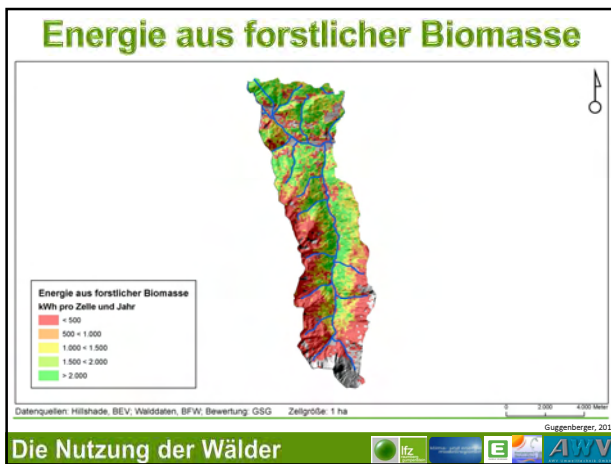 Energie aus forstlicher Biomasse
Energie aus forstlicher Biomasse
kWh pro Zelle und Jahr
< 500
500 < 1.000
1.000 < 1.500
1.500 < 2.000
> 2.000
Datenquellen: Hillshade, BEV; Walddaten, BFW; Bewertung: GSG Zellgröße: 1 ha
0 2.000 4.000 Meter
Guggenberger, 201
Die Nutzung der Wälder
lfz
E
AWV